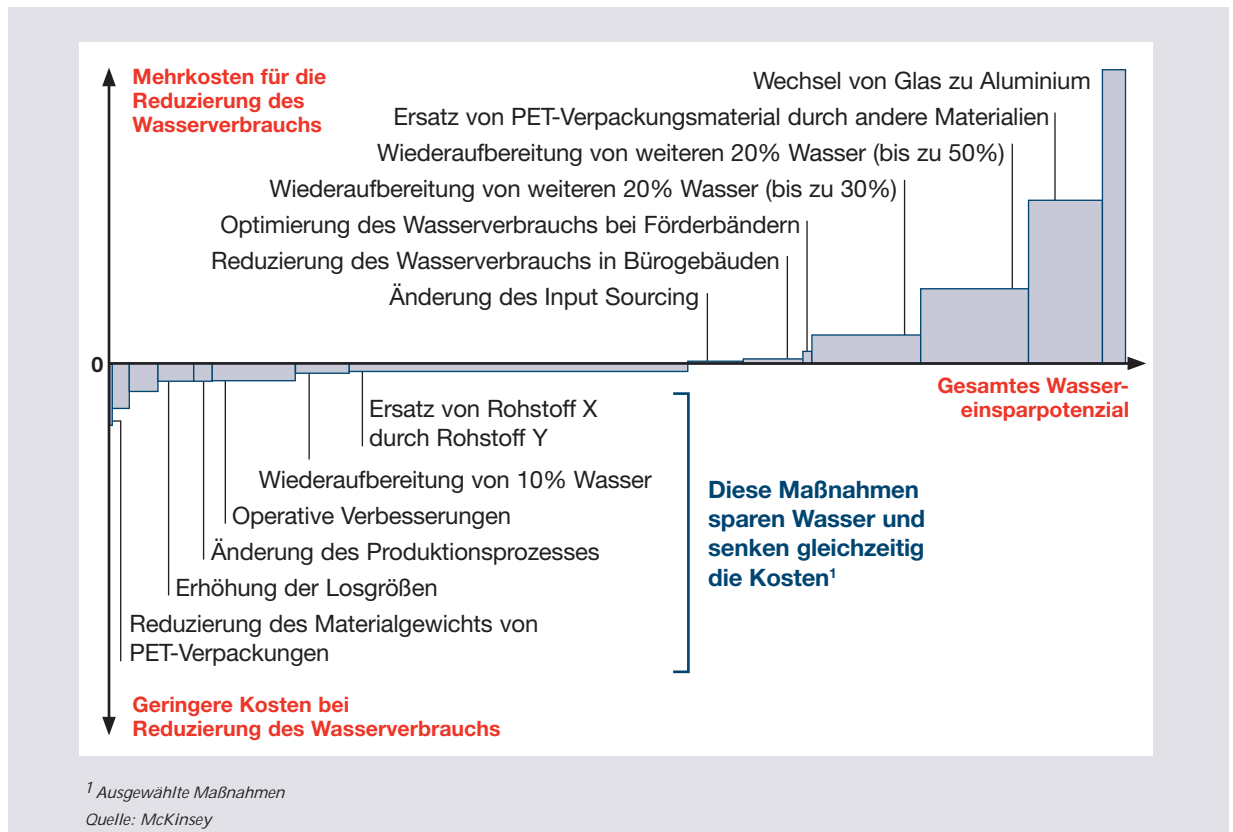 Mehrkosten für die
Reduzierung des
Wasserverbrauchs
Wechsel von Glas zu Aluminium
Ersatz von PET-Verpackungsmaterial durch andere Materialien
Wiederaufbereitung von weiteren 20% Wasser (bis zu 50%)
Wiederaufbereitung von weiteren 20% Wasser (bis zu 30%)
Optimierung des Wasserverbrauchs bei Förderbändern
Reduzierung des Wasserverbrauchs in Bürogebäuden
Änderung des Input Sourcing
0
Gesamtes Wasser-
einsparpotenzial
Ersatz von Rohstoff X
durch Rohstoff Y
Wiederaufbereitung von 10% Wasser
Operative Verbesserungen
Änderung des Produktionsprozesses
Erhöhung der Losgrößen
Reduzierung des Materialgewichts von
PET-Verpackungen
Diese Maßnahmen
sparen Wasser und
senken gleichzeitig
die Kosten¹
Geringere Kosten bei
Reduzierung des Wasserverbrauchs
¹ Ausgewählte Maßnahmen
Quelle: McKinsey